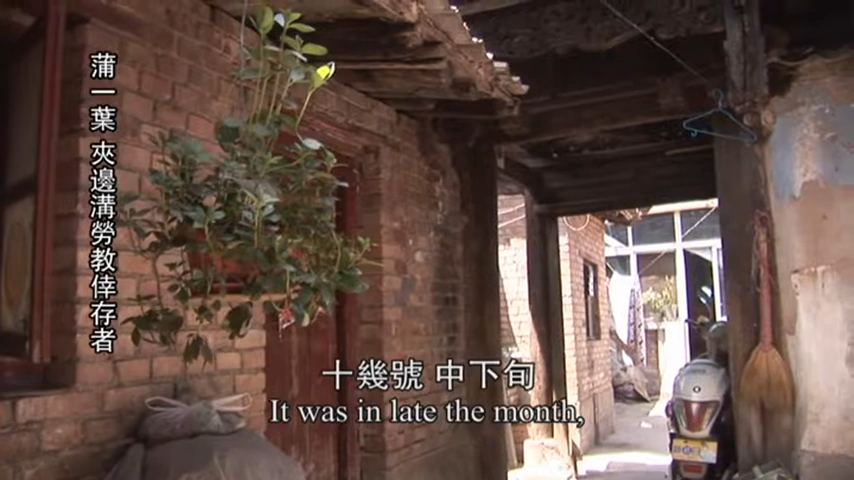 蒲一葉 夾邊溝勞教倖存者
十幾號 中下旬
It was in late the month,